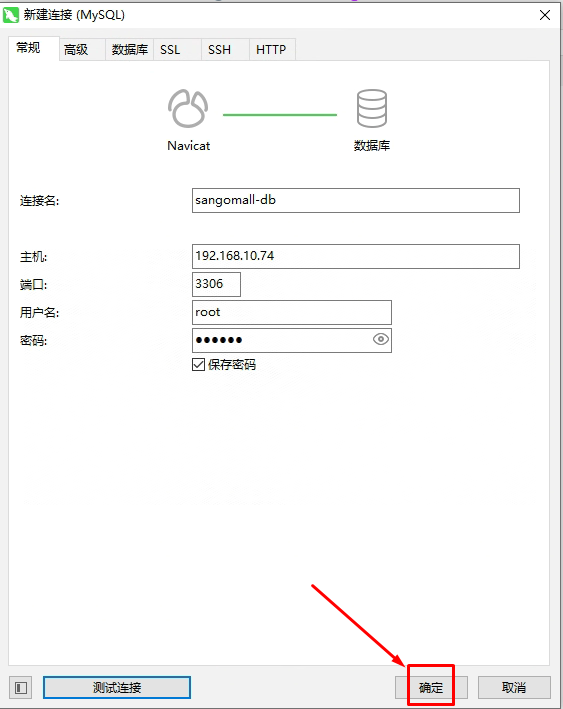 新建连接 (MySQL)
常规 高级 数据库 SSL SSH HTTP
Navicat 数据库
连接名: sangomall-db
主机: 192.168.10.74
端口: 3306
用户名: root
密码: ●●●●●●
保存密码
测试连接 确定 取消